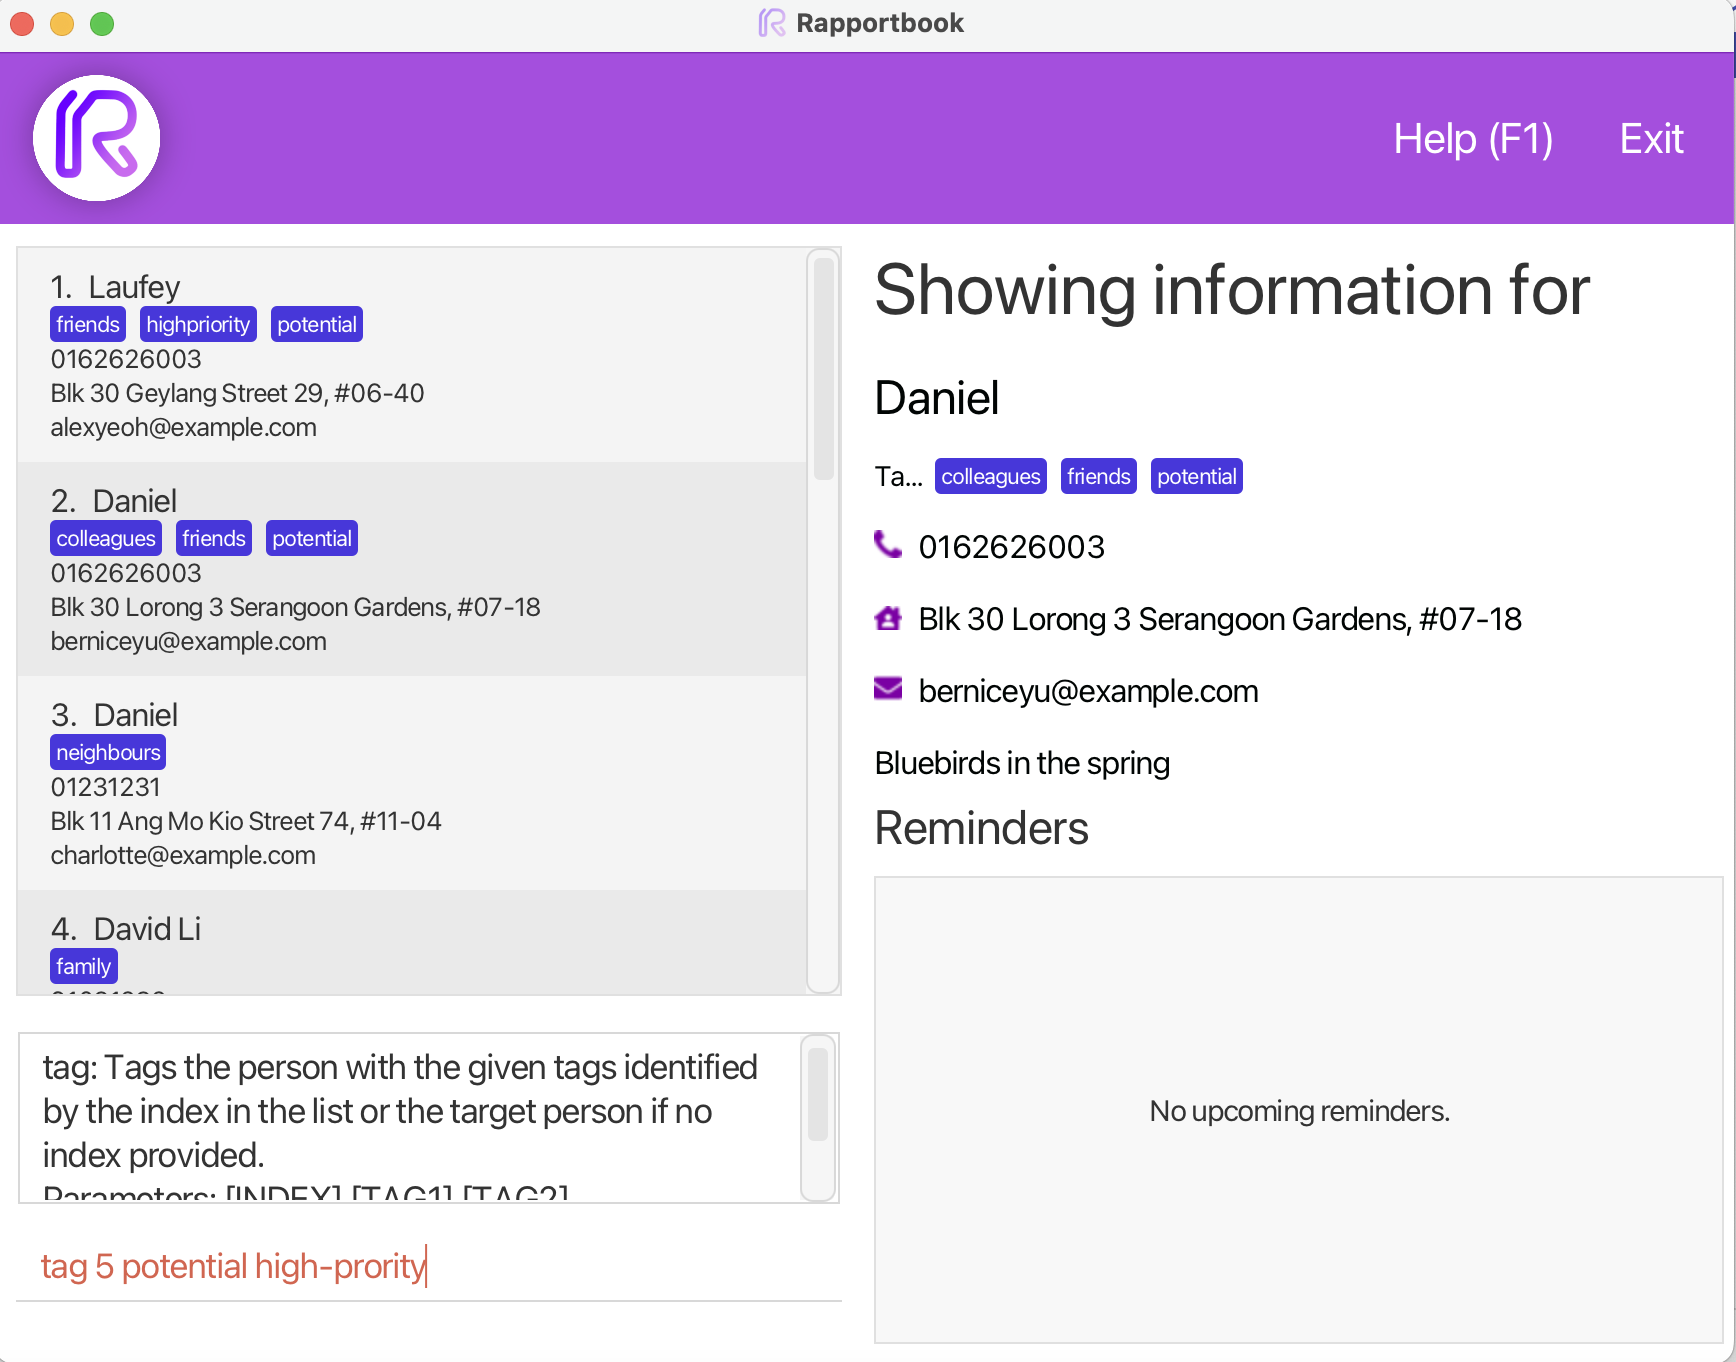 Rapportbook
Help (F1) Exit
1. Laufey
friends highpriority potential
0162626003
Blk 30 Geylang Street 29, #06-40
alexyeoh@example.com
2. Daniel
colleagues friends potential
0162626003
Blk 30 Lorong 3 Serangoon Gardens, #07-18
berniceyu@example.com
3. Daniel
neighbours
01231231
Blk 11 Ang Mo Kio Street 74, #11-04
charlotte@example.com
4. David Li
family
tag: Tags the person with the given tags identified
by the index in the list or the target person if no
index provided.
Parameters: [INDEX] [TAG1] [TAG2]
tag 5 potential high-prority
Showing information for
Daniel
Ta... colleagues friends potential
0162626003
Blk 30 Lorong 3 Serangoon Gardens, #07-18
berniceyu@example.com
Bluebirds in the spring
Reminders
No upcoming reminders.